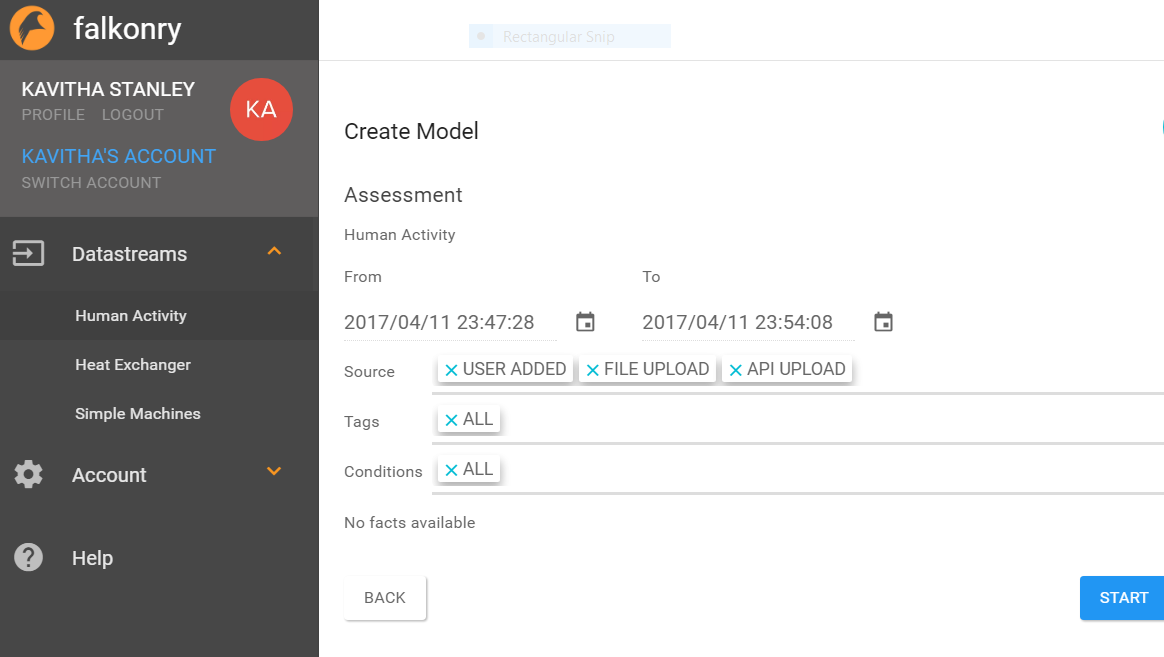 falkonry
Rectangular Snip
KAVITHA STANLEY
PROFILE LOGOUT
KA
KAVITHA'S ACCOUNT
SWITCH ACCOUNT
Datastreams
Human Activity
Heat Exchanger
Simple Machines
Account
Help
Create Model
Assessment
Human Activity
From To
2017/04/11 23:47:28 2017/04/11 23:54:08
Source USER ADDED FILE UPLOAD API UPLOAD
Tags ALL
Conditions ALL
No facts available
BACK START